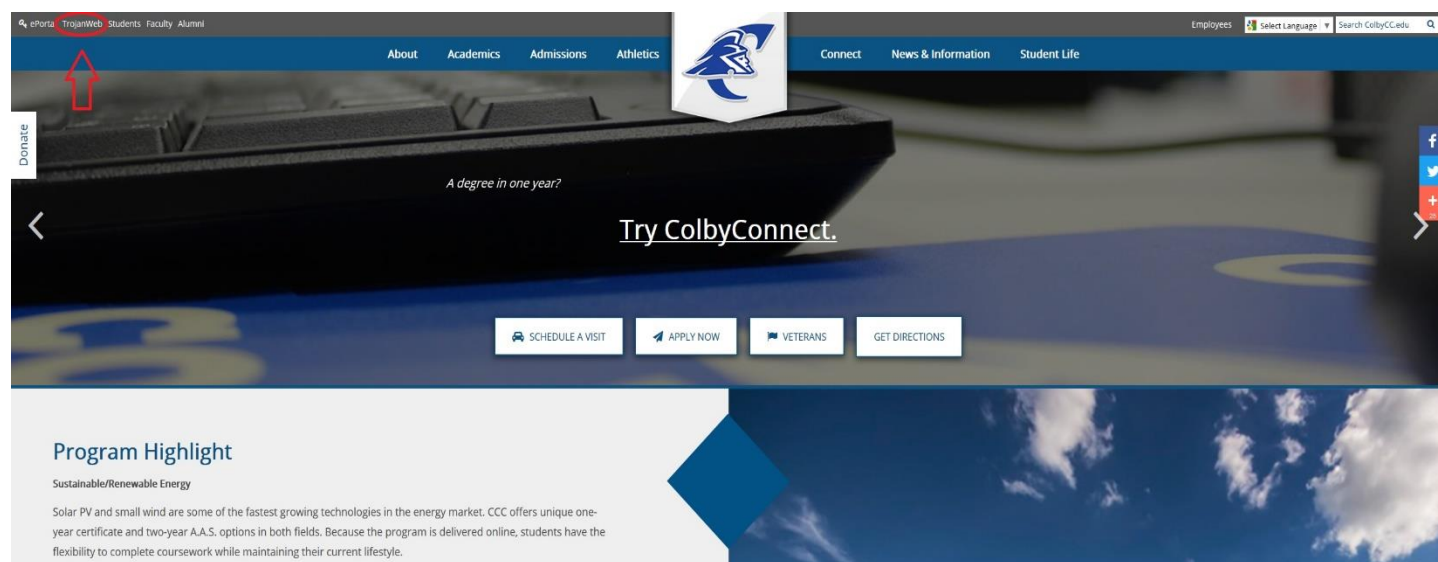 ePortal TrojanWeb Students Faculty Alumni
Employees Select Language ▼ Search ColbyCC.edu
About Academics Admissions Athletics Connect News & Information Student Life
Donate
A degree in one year?
Try ColbyConnect.
SCHEDULE A VISIT APPLY NOW VETERANS GET DIRECTIONS
Program Highlight
Sustainable/Renewable Energy
Solar PV and small wind are some of the fastest growing technologies in the energy market. CCC offers unique one-
year certificate and two-year A.A.S. options in both fields. Because the program is delivered online, students have the
flexibility to complete coursework while maintaining their current lifestyle.